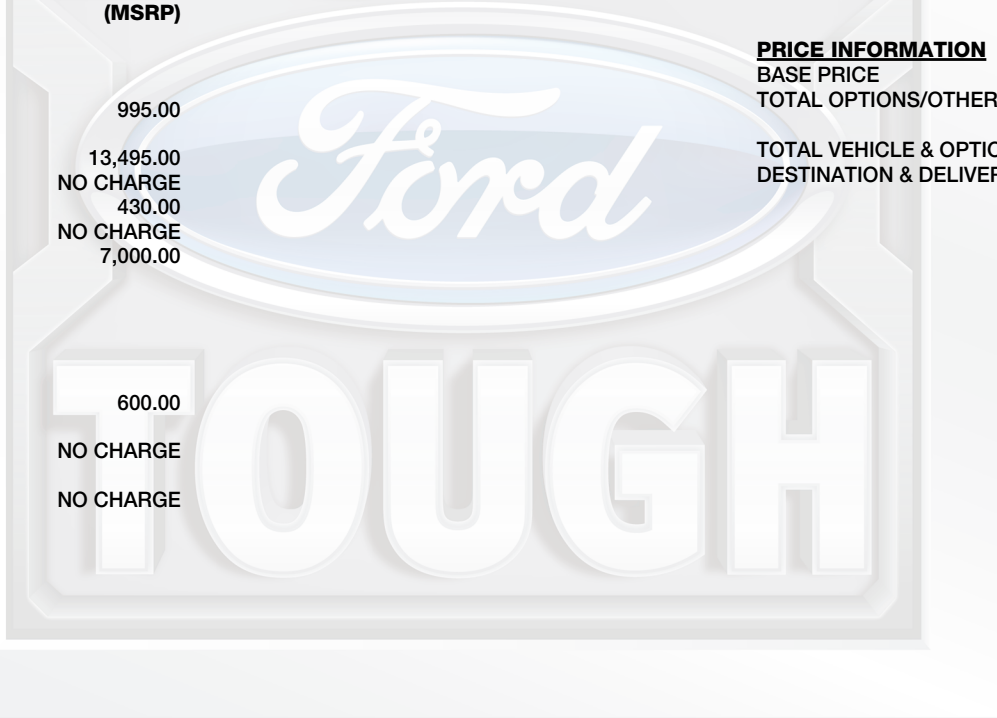 (MSRP)
995.00
13,495.00
NO CHARGE
430.00
NO CHARGE
7,000.00
600.00
NO CHARGE
NO CHARGE
PRICE INFORMATION
BASE PRICE
TOTAL OPTIONS/OTHER
TOTAL VEHICLE & OPTIO
DESTINATION & DELIVER
Ford
TOUGH